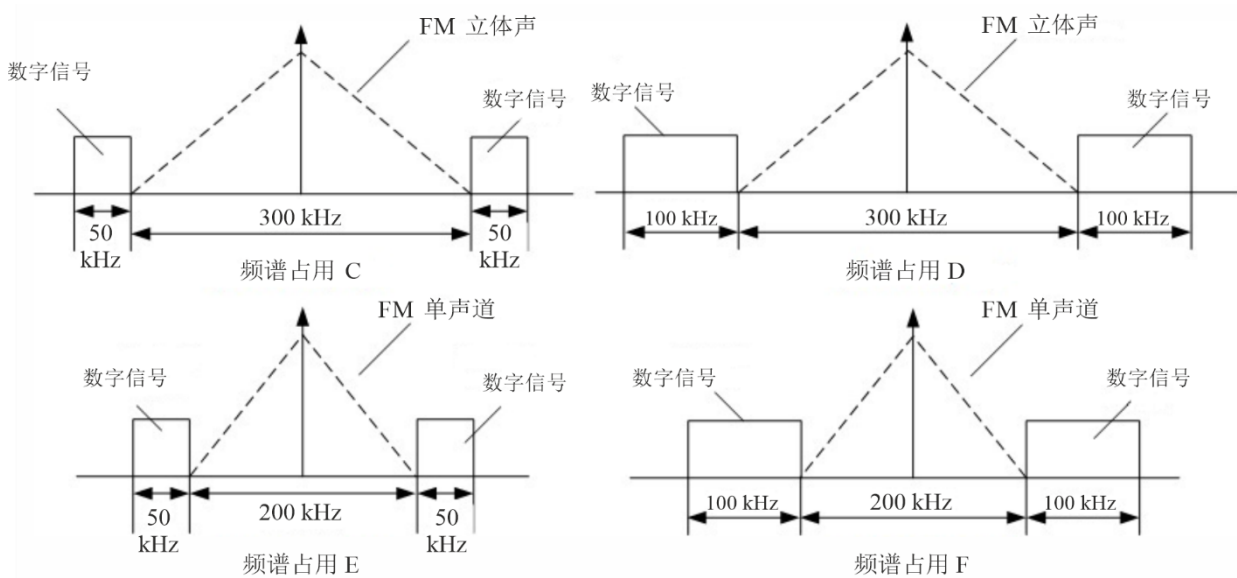 FM 立体声
数字信号
数字信号
50
kHz
300 kHz
50
kHz
频谱占用 C
FM 立体声
数字信号
数字信号
100 kHz
300 kHz
100 kHz
频谱占用 D
FM 单声道
数字信号
数字信号
50
kHz
200 kHz
50
kHz
频谱占用 E
FM 单声道
数字信号
数字信号
100 kHz
200 kHz
100 kHz
频谱占用 F